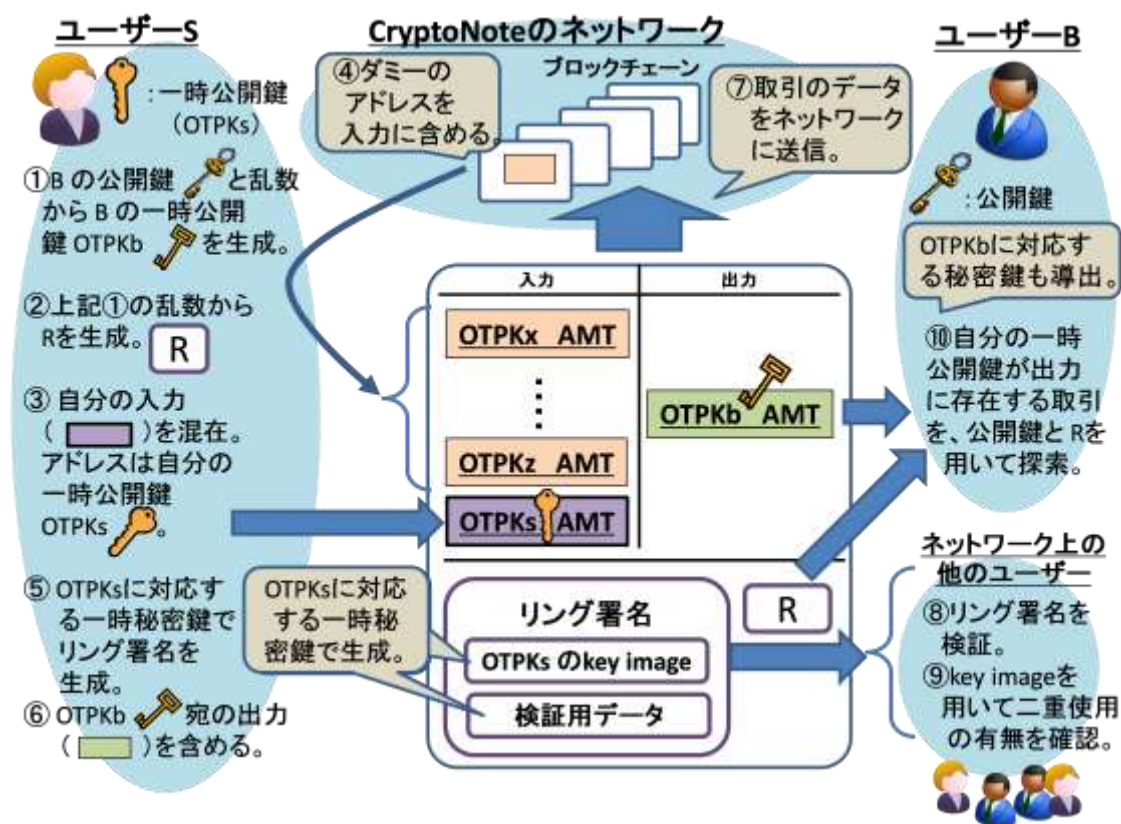 ユーザーS
:一時公開鍵
(OTPKs)
①B の公開鍵 と乱数
から B の一時公開
鍵 OTPKb を生成。
②上記①の乱数から
Rを生成。
R
③ 自分の入力
( )を混在。
アドレスは自分の
一時公開鍵
OTPKs 。
⑤ OTPKsに対応す
る一時秘密鍵で
リング署名を
生成。
⑥ OTPKb 宛の出力
( )を含める。
CryptoNoteのネットワーク
ブロックチェーン
④ダミーの
アドレスを
入力に含める。
⑦取引のデータ
をネットワーク
に送信。
入力
出力
OTPKx AMT
OTPKz AMT
OTPKs AMT
OTPKb AMT
OTPKsに対応
する一時秘
密鍵で生成。
リング署名
OTPKs のkey image
検証用データ
R
ユーザーB
:公開鍵
OTPKbに対応す
る秘密鍵も導出。
⑩自分の一時
公開鍵が出力
に存在する取引
を、公開鍵と Rを
用いて探索。
ネットワーク上の
他のユーザー
⑧リング署名を
検証。
⑨key imageを
用いて二重使用
の有無を確認。